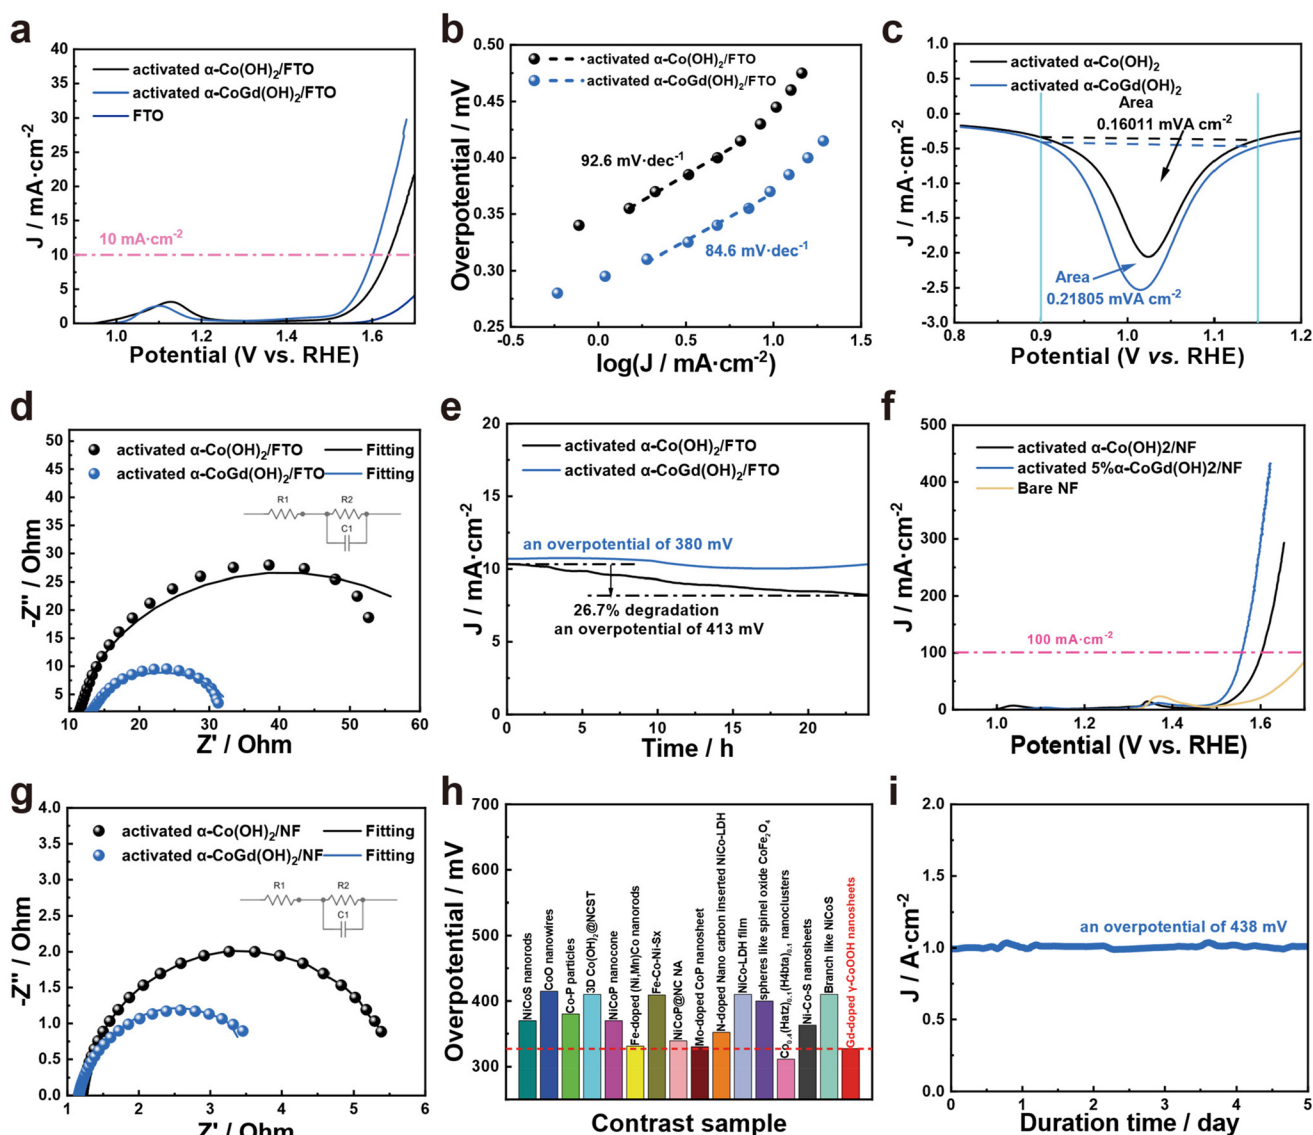 a
40
35
30
25
20
15
10
5
0
J / mA·cm⁻²
activated α-Co(OH)₂/FTO
activated α-CoGd(OH)₂/FTO
FTO
10 mA·cm⁻²
1.0 1.2 1.4 1.6
Potential (V vs. RHE)
b
0.50
0.45
0.40
0.35
0.30
0.25
Overpotential / mV
activated α-Co(OH)₂/FTO
activated α-CoGd(OH)₂/FTO
92.6 mV·dec⁻¹
84.6 mV·dec⁻¹
-0.5 0.0 0.5 1.0 1.5
log(J / mA·cm⁻²)
c
1.0
0.5
0.0
-0.5
-1.0
-1.5
-2.0
-2.5
-3.0
J / mA·cm⁻²
activated α-Co(OH)₂
activated α-CoGd(OH)₂
Area
0.16011 mVA cm⁻²
Area
0.21805 mVA cm⁻²
0.8 0.9 1.0 1.1 1.2
Potential (V vs. RHE)
d
50
45
40
35
30
25
20
15
10
5
-Z" / Ohm
activated α-Co(OH)₂/FTO Fitting
activated α-CoGd(OH)₂/FTO Fitting
R1 R2
C1
10 20 30 40 50 60
Z' / Ohm
e
20
15
10
5
0
J / mA·cm⁻²
activated α-Co(OH)₂/FTO
activated α-CoGd(OH)₂/FTO
an overpotential of 380 mV
26.7% degradation
an overpotential of 413 mV
0 5 10 15 20
Time / h
f
500
400
300
200
100
0
J / mA·cm⁻²
activated α-Co(OH)2/NF
activated 5%α-CoGd(OH)2/NF
Bare NF
100 mA·cm⁻²
1.0 1.2 1.4 1.6
Potential (V vs. RHE)
g
4.0
3.5
3.0
2.5
2.0
1.5
1.0
0.5
0.0
-Z" / Ohm
activated α-Co(OH)₂/NF Fitting
activated α-CoGd(OH)₂/NF Fitting
R1 R2
C1
1 2 3 4 5 6
Z' / Ohm
h
700
600
500
400
300
Overpotential / mV
NiCoS nanorods
CoO nanowires
Co-P particles
3D Co(OH)₂@NCST
NiCoP nanocone
Fe-doped (Ni,Mn)Co nanorods
Fe-Co-Ni-Sx
NiCoP@NC NA
Mo-doped CoP nanosheet
N-doped Nano carbon inserted NiCo-LDH
NiCo-LDH film
spheres like spinel oxide CoFe₂O₄
(Hatz)₀.₁(H4bta)₀.₁ nanoclusters
Ni-Co-S nanosheets
Branch like NiCoS
Gd-doped γ-CoOOH nanosheets
Contrast sample
i
2.0
1.5
1.0
0.5
0.0
J / A·cm⁻²
an overpotential of 438 mV
0 1 2 3 4 5
Duration time / day